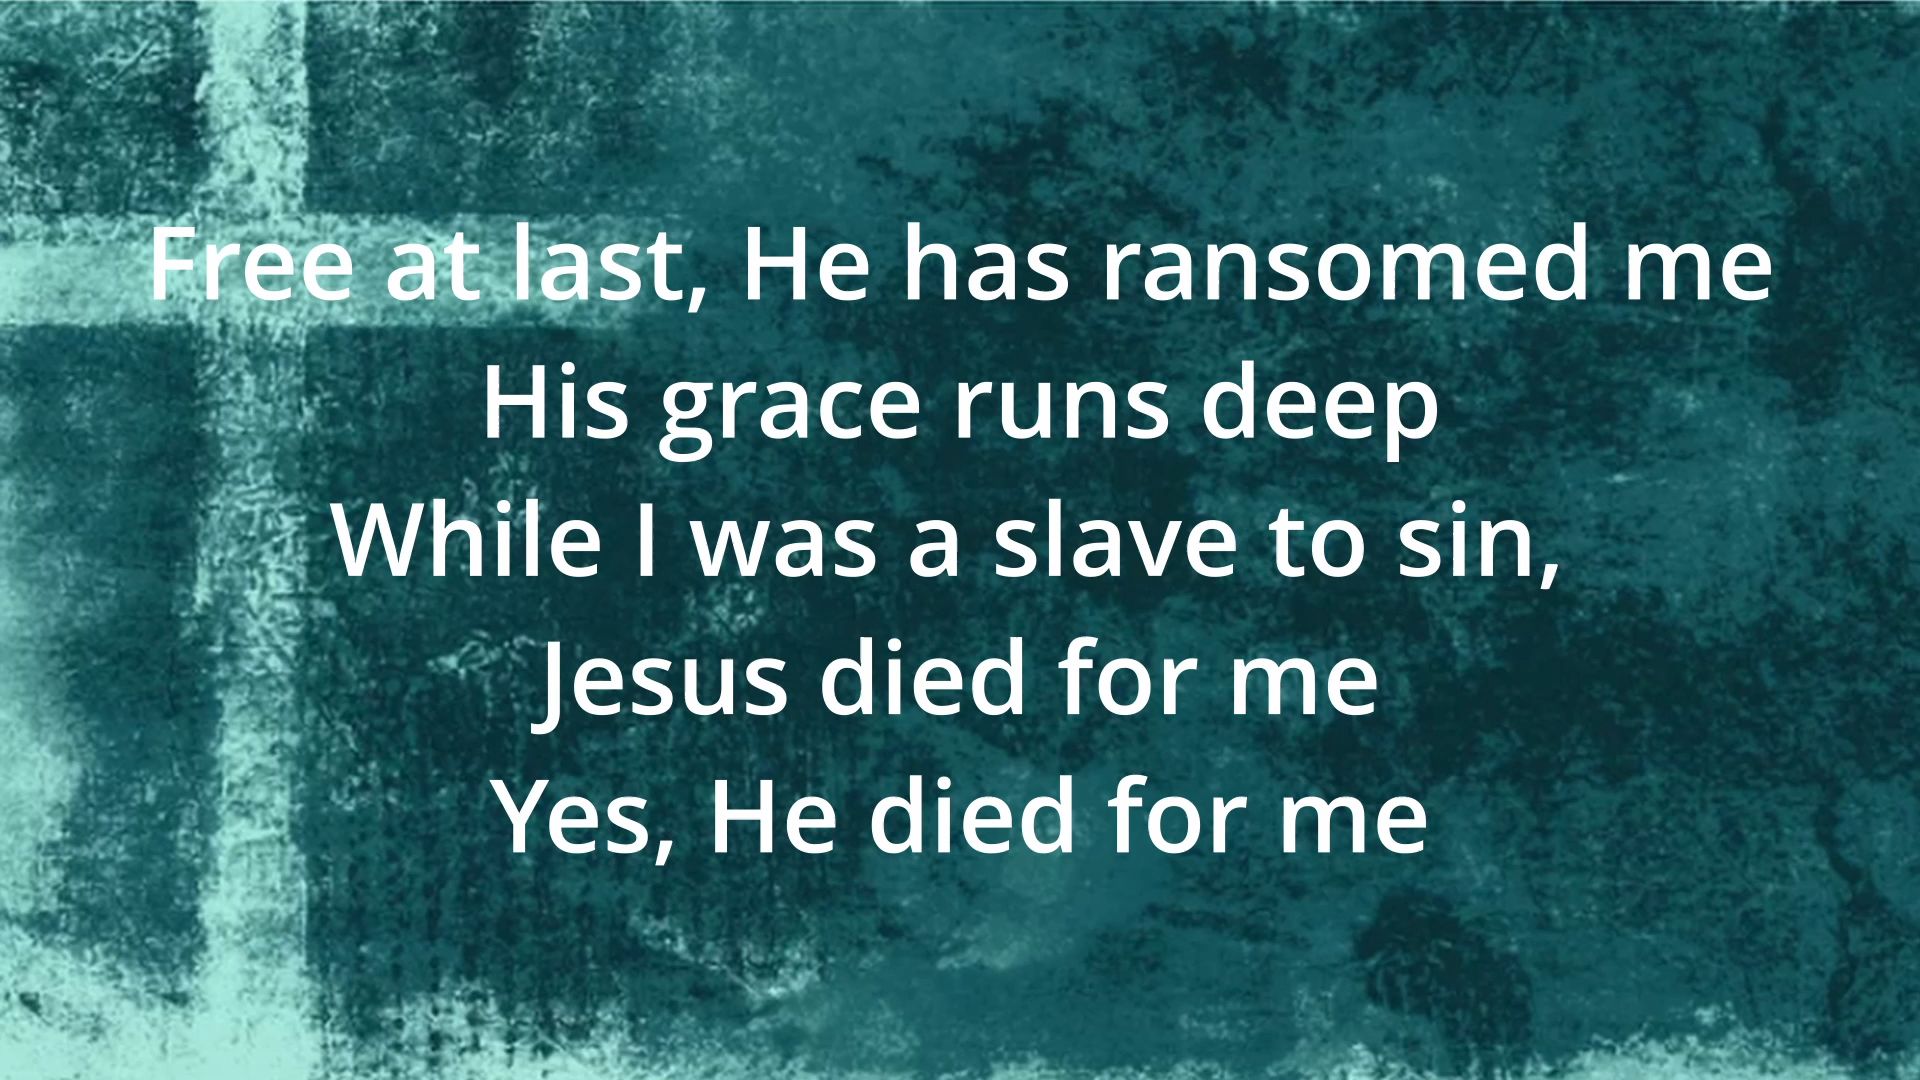 Free at last, He has ransomed me
His grace runs deep
While I was a slave to sin,
Jesus died for me
Yes, He died for me